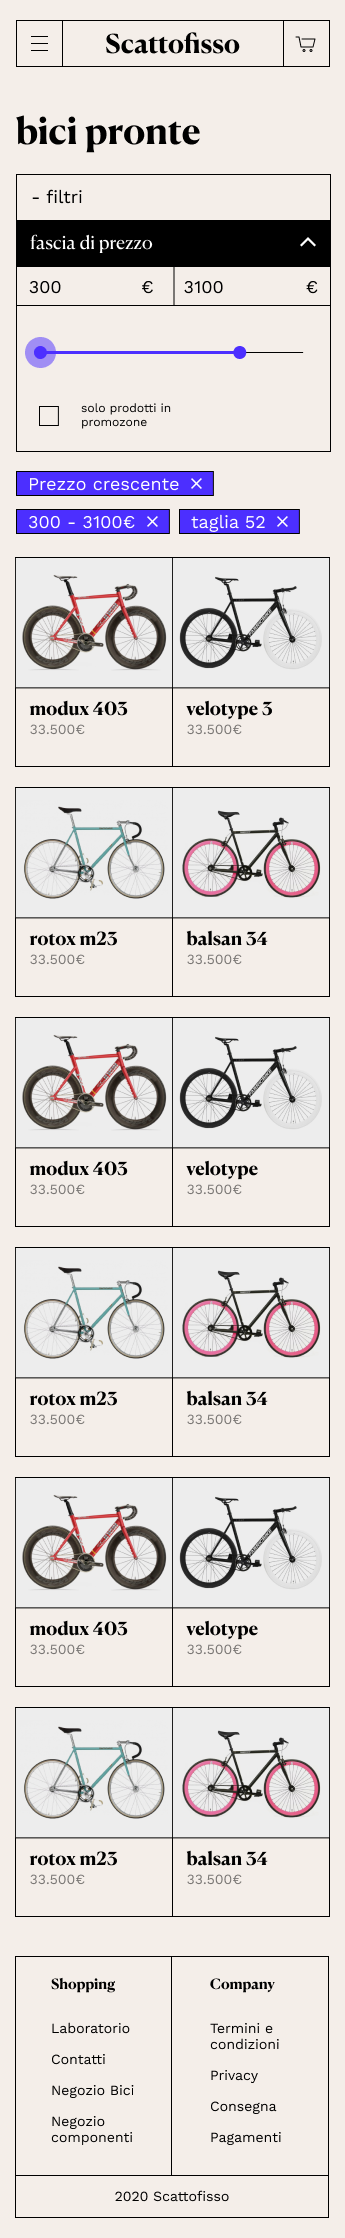 Scattofisso
bici pronte
- filtri
fascia di prezzo
300 € 3100 €
solo prodotti in
promozone
Prezzo crescente ×
300 - 3100€ × taglia 52 ×
modux 403 velotype 3
33.500€ 33.500€
rotox m23 balsan 34
33.500€ 33.500€
modux 403 velotype
33.500€ 33.500€
rotox m23 balsan 34
33.500€ 33.500€
modux 403 velotype
33.500€ 33.500€
rotox m23 balsan 34
33.500€ 33.500€
Shopping
Laboratorio
Contatti
Negozio Bici
Negozio
componenti
Company
Termini e
condizioni
Privacy
Consegna
Pagamenti
2020 Scattofisso